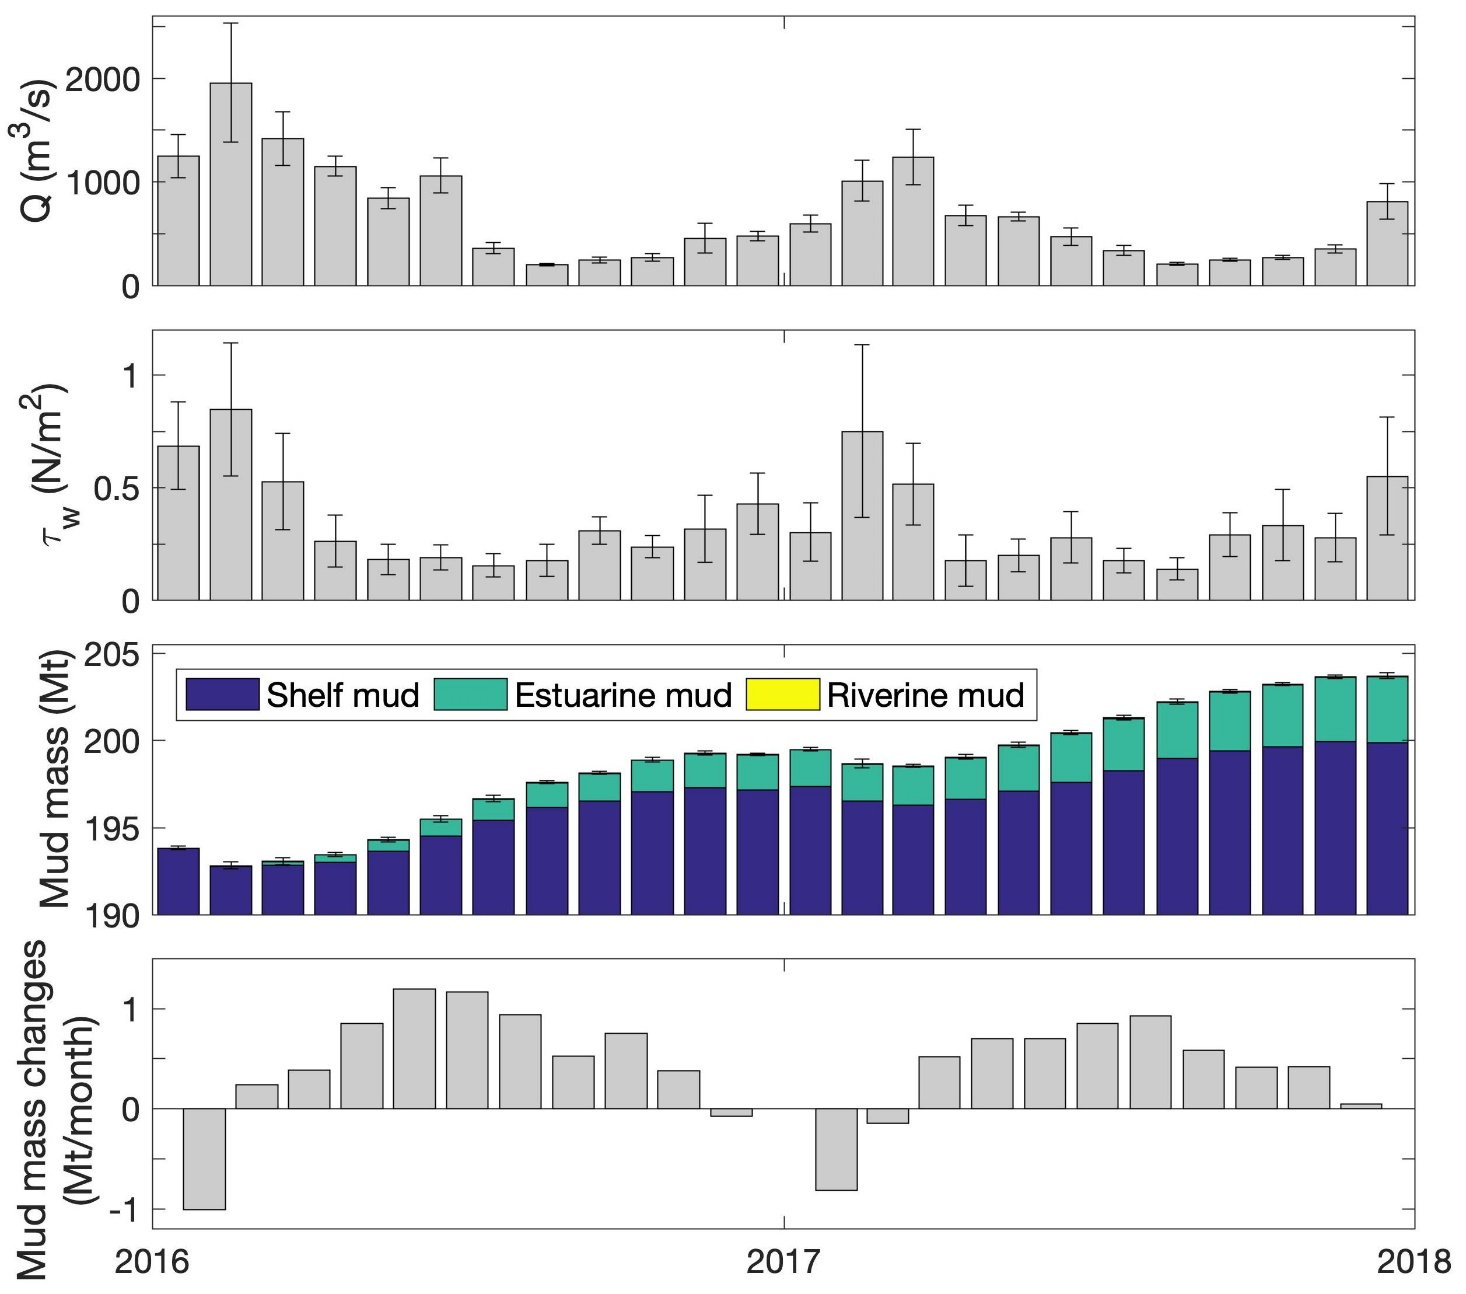 Q (m³/s)
2000
1000
0
τw (N/m²)
1
0.5
0
Mud mass (Mt)
205
200
195
190
Shelf mud Estuarine mud Riverine mud
Mud mass changes
(Mt/month)
1
0
-1
2016 2017 2018